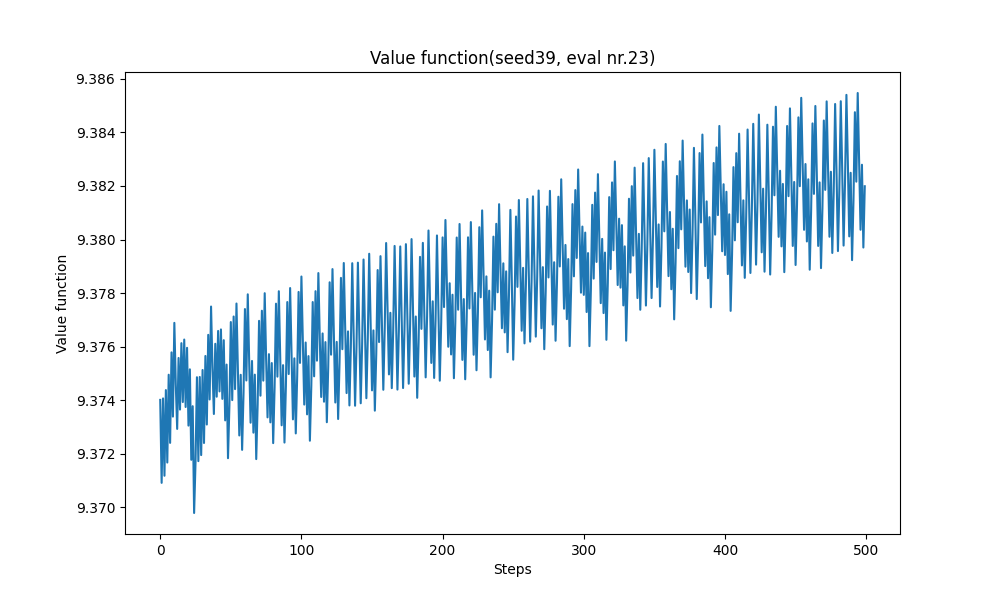 Value function(seed39, eval nr.23)
Value function
9.386
9.384
9.382
9.380
9.378
9.376
9.374
9.372
9.370
0 100 200 300 400 500
Steps